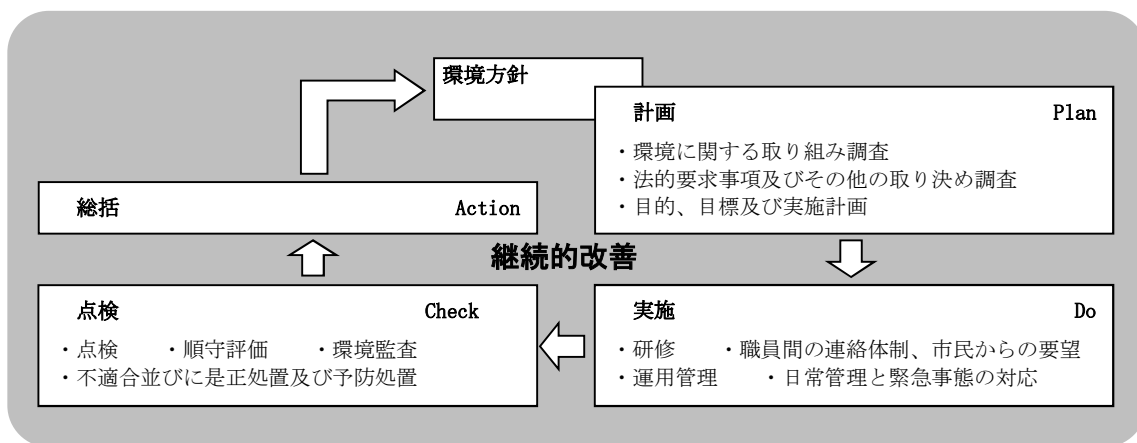 環境方針
計画 Plan
・環境に関する取り組み調査
・法的要求事項及びその他の取り決め調査
・目的、目標及び実施計画
総括 Action
継続的改善
点検 Check
・点検 ・順守評価 ・環境監査
・不適合並びに是正処置及び予防処置
実施 Do
・研修 ・職員間の連絡体制、市民からの要望
・運用管理 ・日常管理と緊急事態の対応